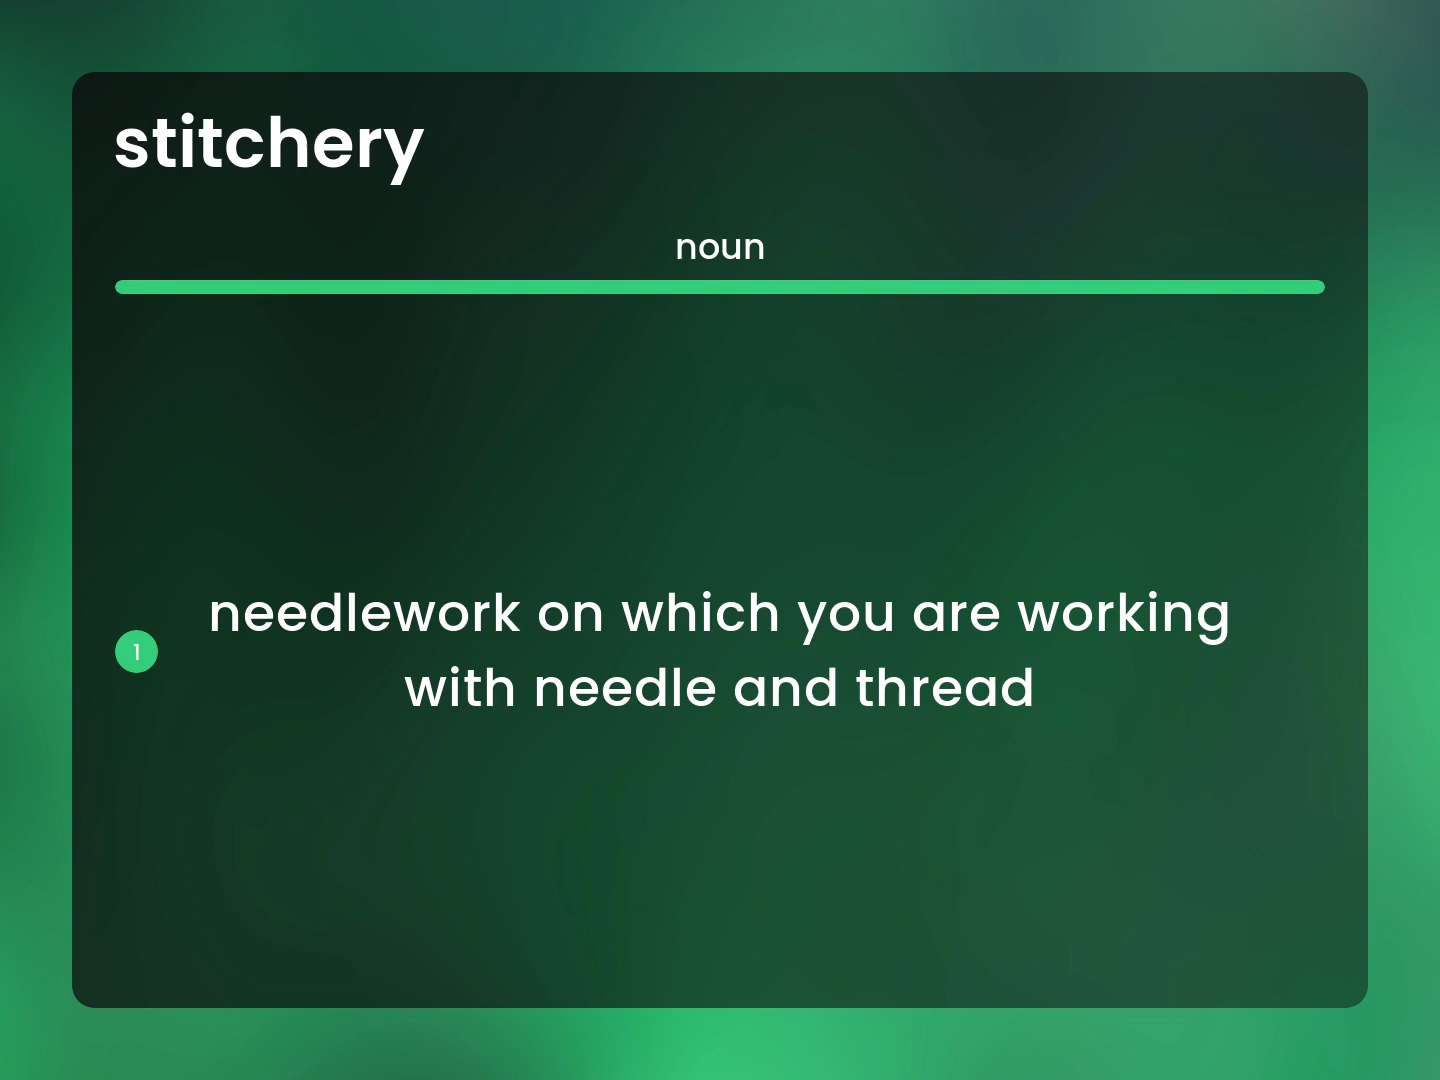 stitchery
noun
1
needlework on which you are working
with needle and thread